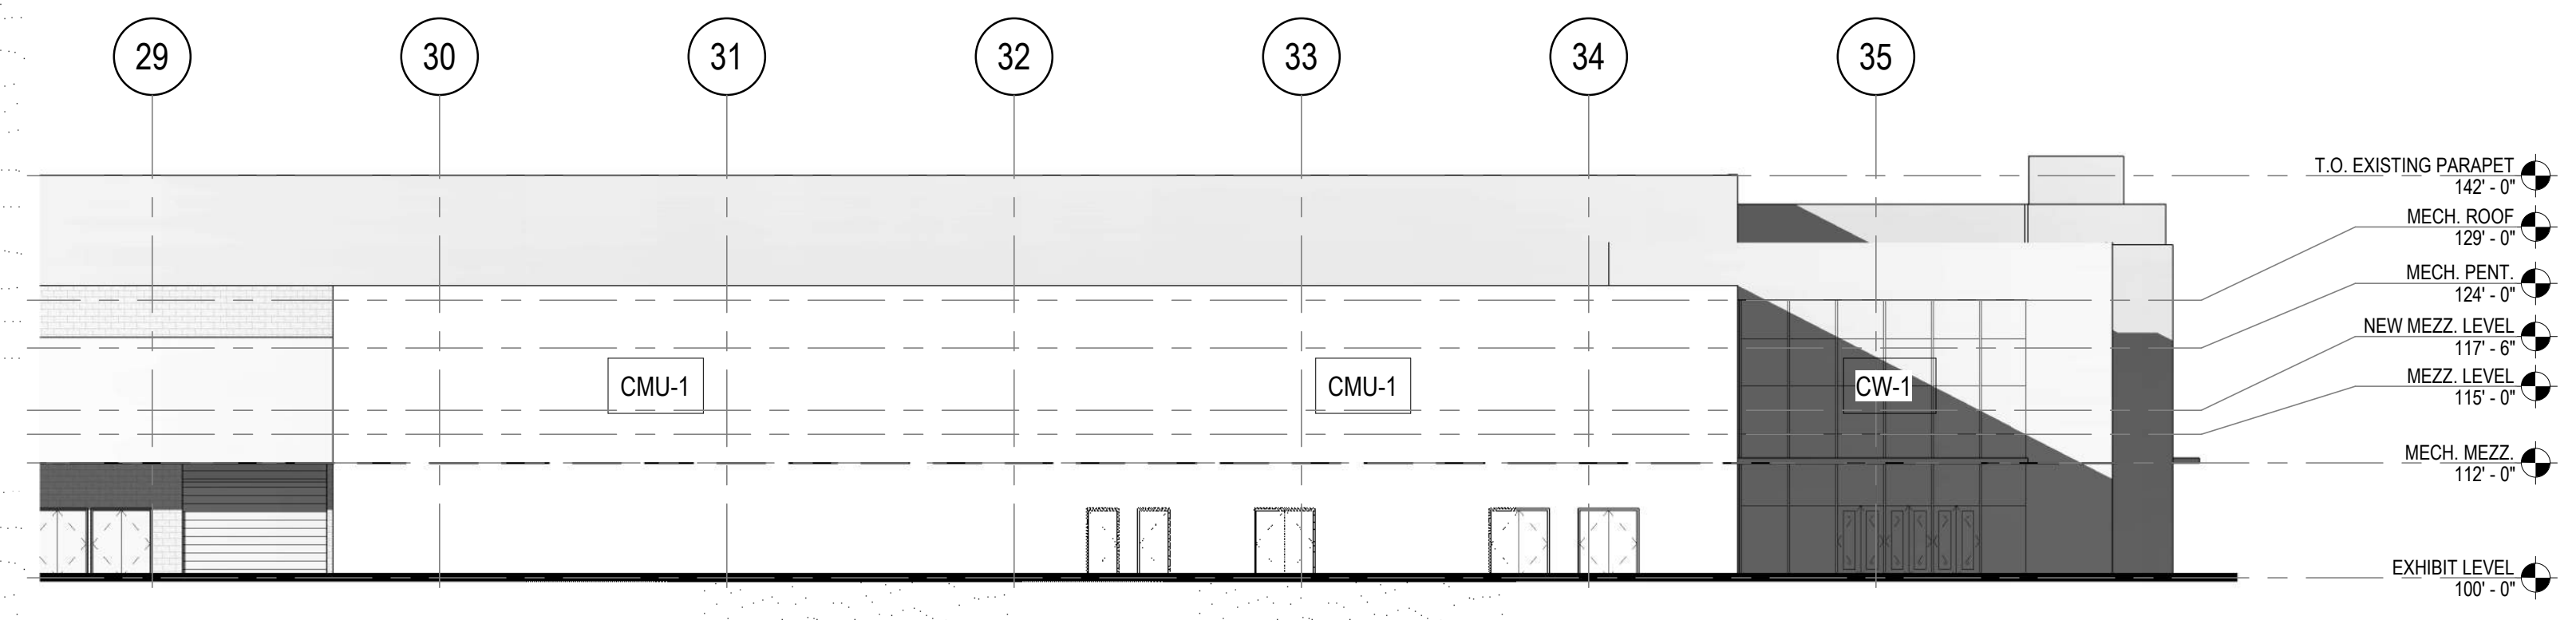 29 30 31 32 33 34 35
T.O. EXISTING PARAPET
142' - 0"
MECH. ROOF
129' - 0"
MECH. PENT.
124' - 0"
NEW MEZZ. LEVEL
117' - 6"
MEZZ. LEVEL
115' - 0"
CMU-1 CMU-1 CW-1
MECH. MEZZ.
112' - 0"
EXHIBIT LEVEL
100' - 0"